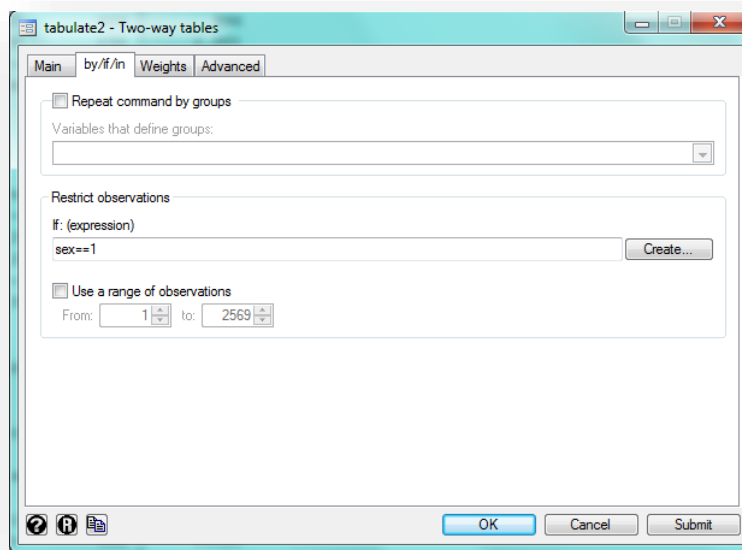 tabulate2 - Two-way tables
Main by/if/in Weights Advanced
Repeat command by groups
Variables that define groups:
Restrict observations
If: (expression)
sex==1 Create...
Use a range of observations
From: 1 to: 2569
? R OK Cancel Submit